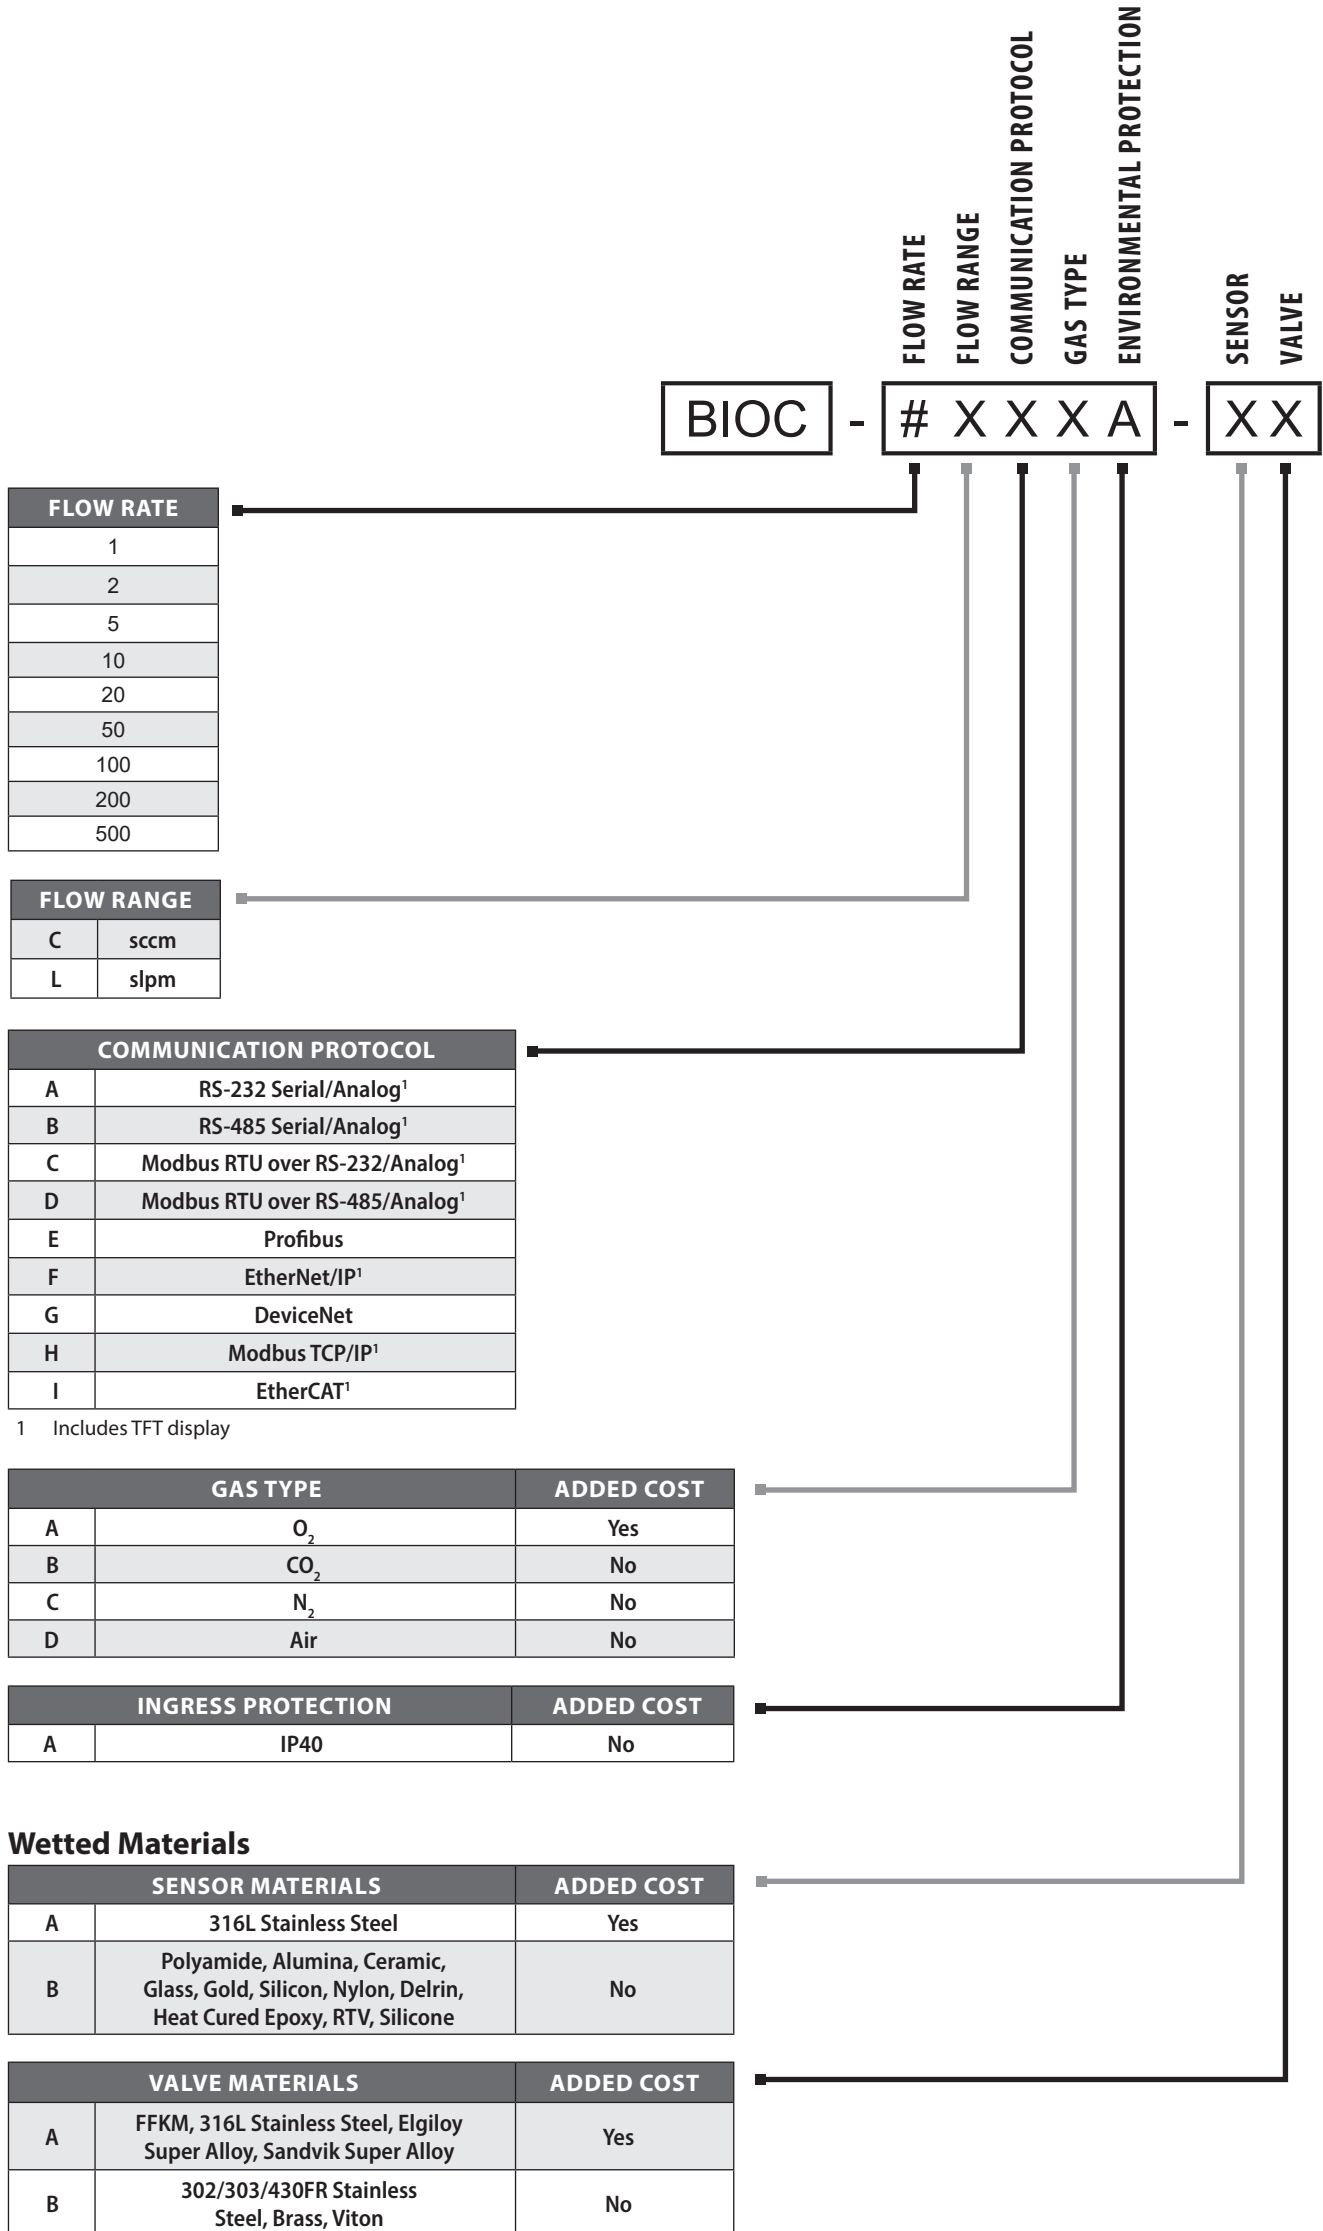 FLOW RATE
FLOW RANGE
COMMUNICATION PROTOCOL
GAS TYPE
ENVIRONMENTAL PROTECTION
SENSOR
VALVE
BIOC - # X X X A - X X
FLOW RATE
1
2
5
10
20
50
100
200
500
FLOW RANGE
C sccm
L slpm
COMMUNICATION PROTOCOL
A RS-232 Serial/Analog¹
B RS-485 Serial/Analog¹
C Modbus RTU over RS-232/Analog¹
D Modbus RTU over RS-485/Analog¹
E Profibus
F EtherNet/IP¹
G DeviceNet
H Modbus TCP/IP¹
I EtherCAT¹
1 Includes TFT display
GAS TYPE ADDED COST
A O₂ Yes
B CO₂ No
C N₂ No
D Air No
INGRESS PROTECTION ADDED COST
A IP40 No
Wetted Materials
SENSOR MATERIALS ADDED COST
A 316L Stainless Steel Yes
Polyamide, Alumina, Ceramic,
B Glass, Gold, Silicon, Nylon, Delrin, No
Heat Cured Epoxy, RTV, Silicone
VALVE MATERIALS ADDED COST
A FFKM, 316L Stainless Steel, Elgiloy Yes
Super Alloy, Sandvik Super Alloy
B 302/303/430FR Stainless No
Steel, Brass, Viton